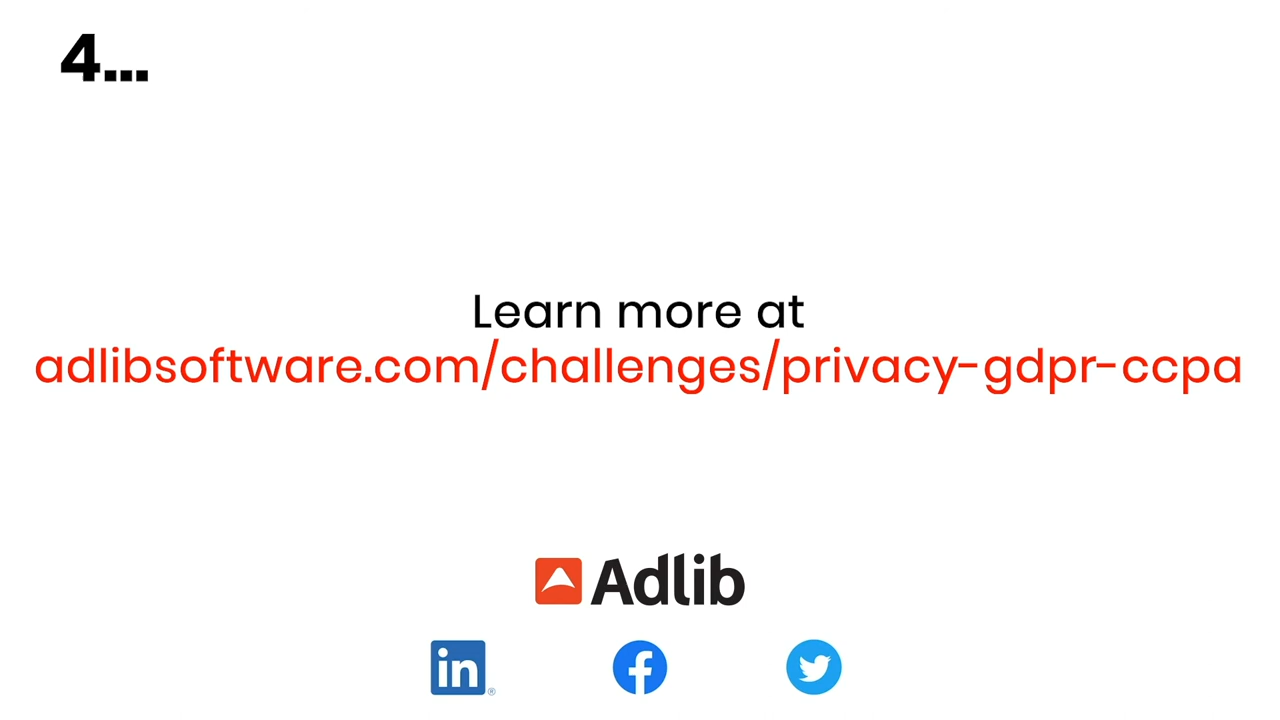 4...
Learn more at
adlibsoftware.com/challenges/privacy-gdpr-ccpa
Adlib
in®